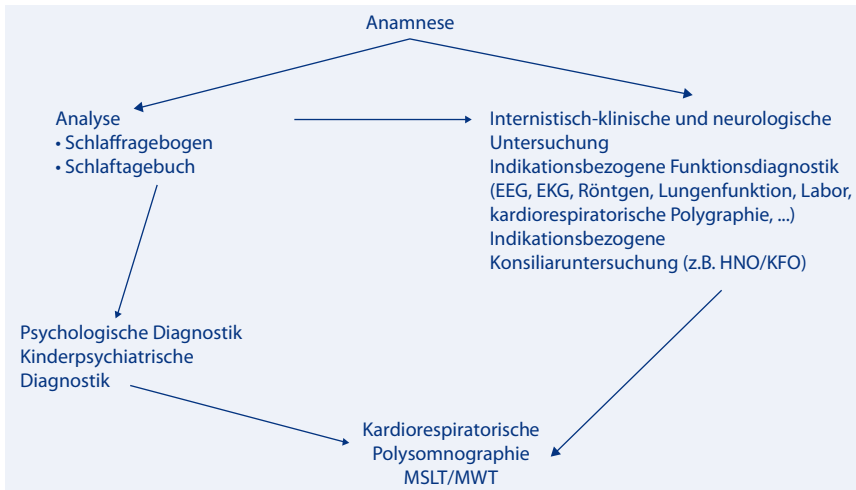 Anamnese
Analyse
• Schlaffragebogen
• Schlaftagebuch
Internistisch-klinische und neurologische
Untersuchung
Indikationsbezogene Funktionsdiagnostik
(EEG, EKG, Röntgen, Lungenfunktion, Labor,
kardiorespiratorische Polygraphie, ...)
Indikationsbezogene
Konsiliaruntersuchung (z.B. HNO/KFO)
Psychologische Diagnostik
Kinderpsychiatrische
Diagnostik
Kardiorespiratorische
Polysomnographie
MSLT/MWT